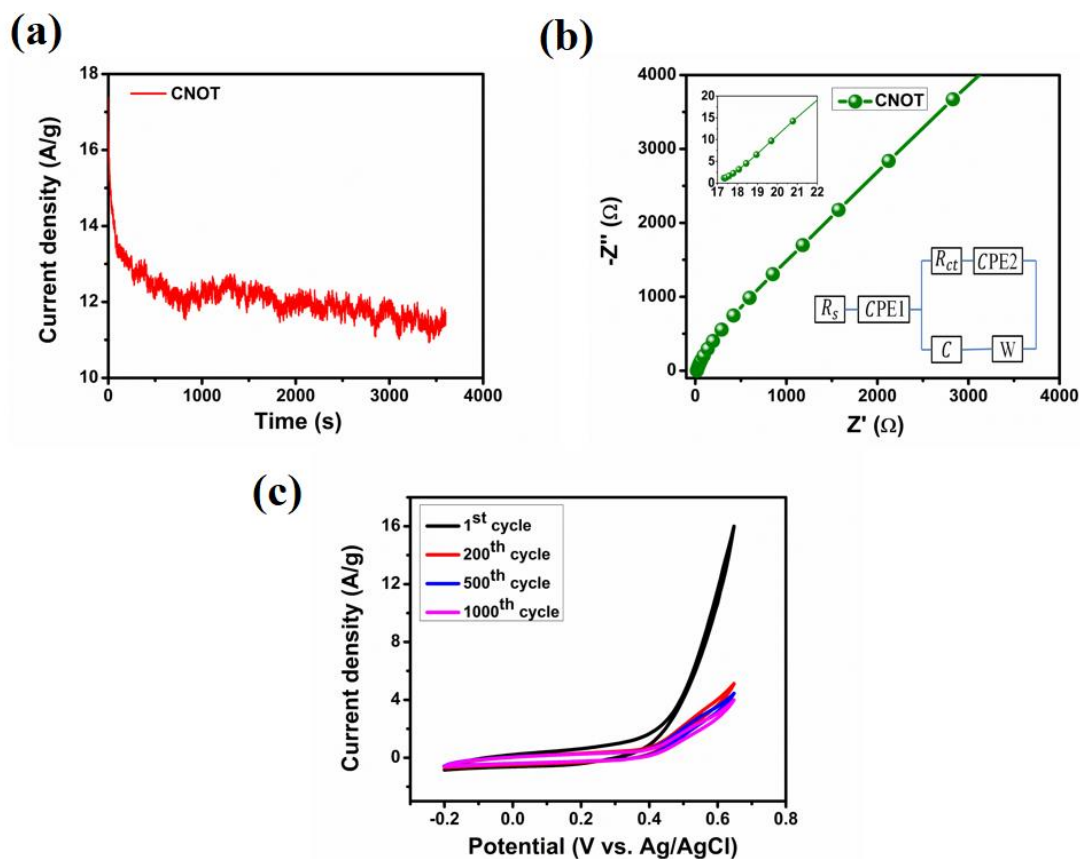 (a)
18
16
14
12
10
Current density (A/g)
CNOT
0 1000 2000 3000 4000
Time (s)
(b)
4000
3000
2000
1000
0
-Z'' (Ω)
CNOT
20
15
10
5
0
17 18 19 20 21 22
R_s CPE1 R_ct CPE2
C W
0 1000 2000 3000 4000
Z' (Ω)
(c)
16
12
8
4
0
Current density (A/g)
1st cycle
200th cycle
500th cycle
1000th cycle
-0.2 0.0 0.2 0.4 0.6 0.8
Potential (V vs. Ag/AgCl)